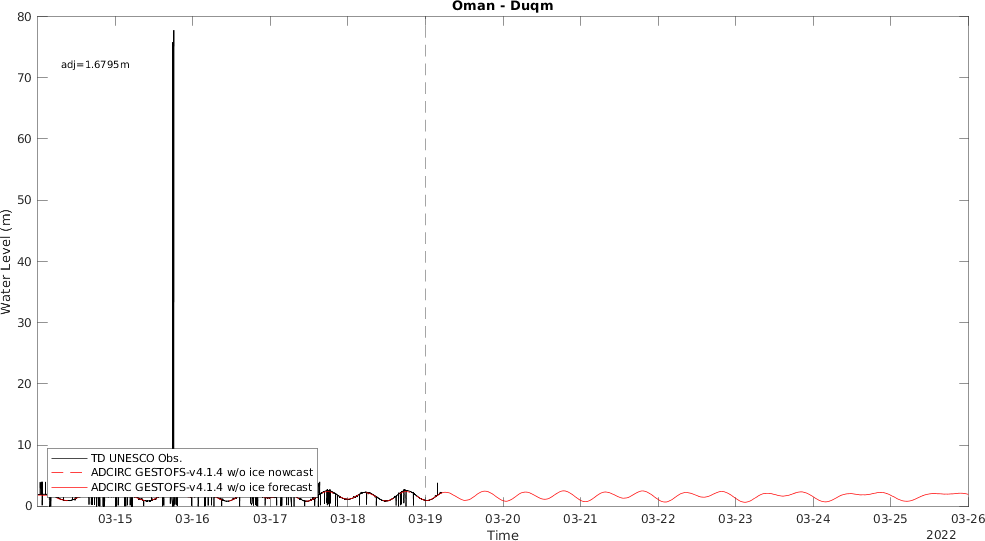 Oman - Duqm
adj=1.6795m
Water Level (m)
80
70
60
50
40
30
20
10
0
TD UNESCO Obs.
ADCIRC GESTOFS-v4.1.4 w/o ice nowcast
ADCIRC GESTOFS-v4.1.4 w/o ice forecast
03-15 03-16 03-17 03-18 03-19 03-20 03-21 03-22 03-23 03-24 03-25 03-26
Time
2022